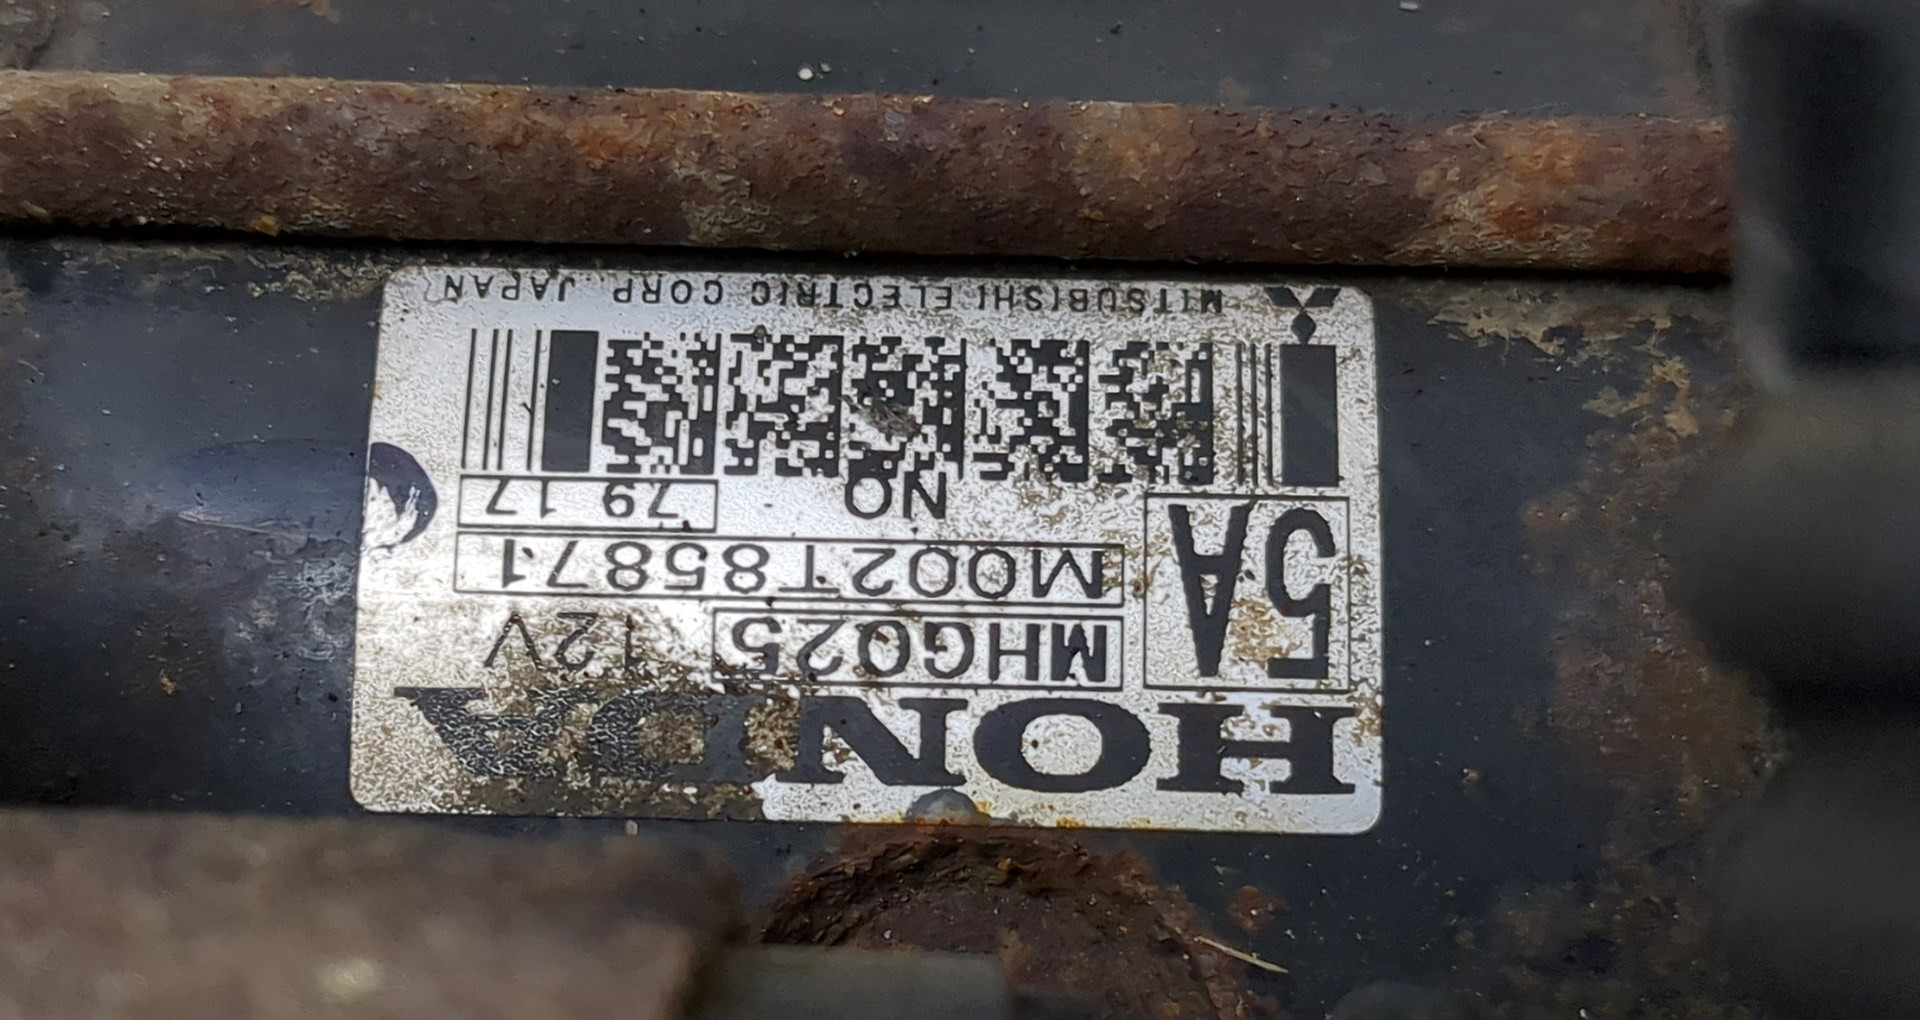 HONDA
5A
MHG025 12V
M002T85871
NO 79 17
MITSUBISHI ELECTRIC CORP. JAPAN